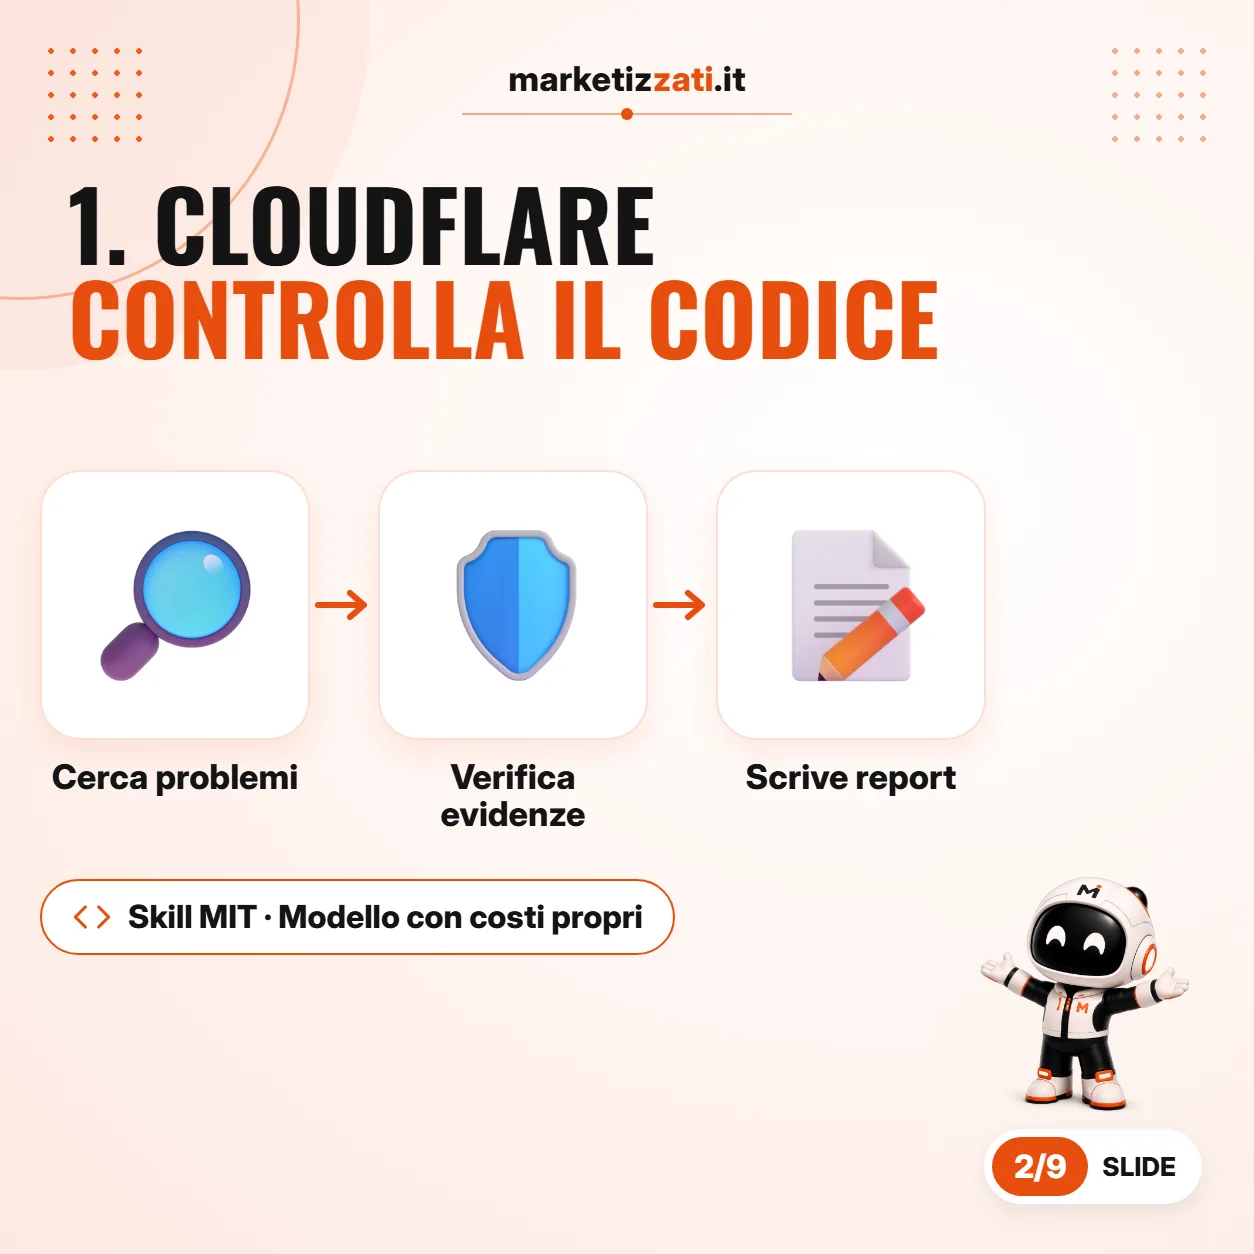 marketizzati.it
1. CLOUDFLARE
CONTROLLA IL CODICE
Cerca problemi
Verifica
evidenze
Scrive report
Skill MIT · Modello con costi propri
2/9 SLIDE